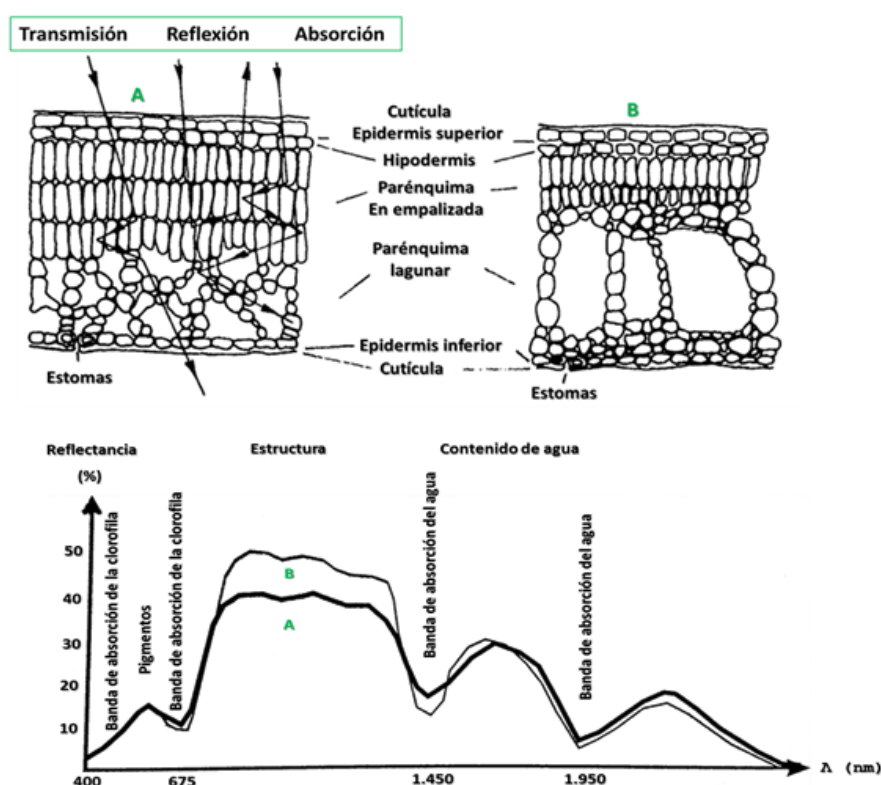 Transmisión Reflexión Absorción
A
B
Cutícula
Epidermis superior
Hipodermis
Parénquima
En empalizada
Parénquima
lagunar
Epidermis inferior
Cutícula
Estomas
Estomas
Reflectancia
(%)
Estructura
Contenido de agua
50
40
30
20
10
Banda de absorción de la clorofila
Pigmentos
Banda de absorción de la clorofila
B
A
Banda de absorción del agua
Banda de absorción del agua
400
675
1.450
1.950
Λ (nm)